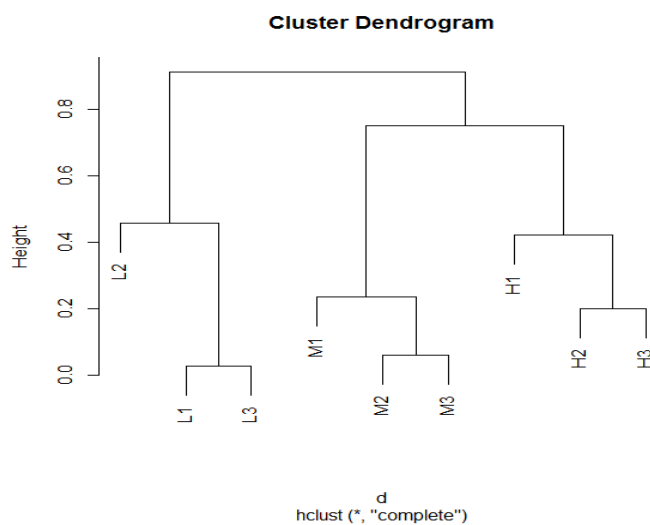 Cluster Dendrogram
Height
0.0 0.2 0.4 0.6 0.8
L2
L1
L3
M1
M2
M3
H1
H2
H3
d
hclust (*, "complete")